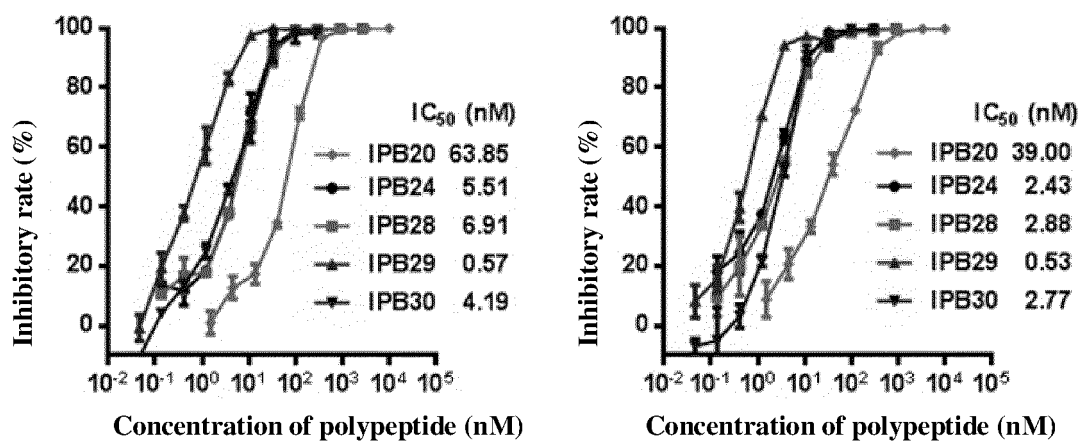 100
80
60
40
20
0
Inhibitory rate (%)
IC50 (nM)
IPB20 63.85
IPB24 5.51
IPB28 6.91
IPB29 0.57
IPB30 4.19
10-2 10-1 100 101 102 103 104 105
Concentration of polypeptide (nM)
100
80
60
40
20
0
Inhibitory rate (%)
IC50 (nM)
IPB20 39.00
IPB24 2.43
IPB28 2.88
IPB29 0.53
IPB30 2.77
10-2 10-1 100 101 102 103 104 105
Concentration of polypeptide (nM)